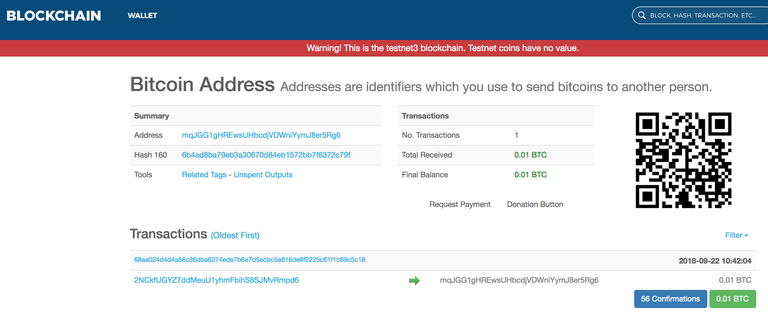 BLOCKCHAIN WALLET BLOCK, HASH, TRANSACTION, ETC...
Warning! This is the testnet3 blockchain. Testnet coins have no value.
Bitcoin Address Addresses are identifiers which you use to send bitcoins to another person.
Summary
Address mqJGG1gHREwsUHbcdjVDWniYymJ8er5Rg6
Hash 160 6b4ad8ba79eb3a30670d84eb1572bb7f6372c79f
Tools Related Tags - Unspent Outputs
Transactions
No. Transactions 1
Total Received 0.01 BTC
Final Balance 0.01 BTC
Request Payment Donation Button
Transactions (Oldest First) Filter
68aa024d4d4a56c36dba6274ede7b6e7d5ecbc5e816de8f2225c61f1c69c5c18 2018-09-22 10:42:04
2NCkfUGYZ7ddMeuU1yhmFbihS8SJMvRmpd6 mqJGG1gHREwsUHbcdjVDWniYymJ8er5Rg6 0.01 BTC
56 Confirmations 0.01 BTC